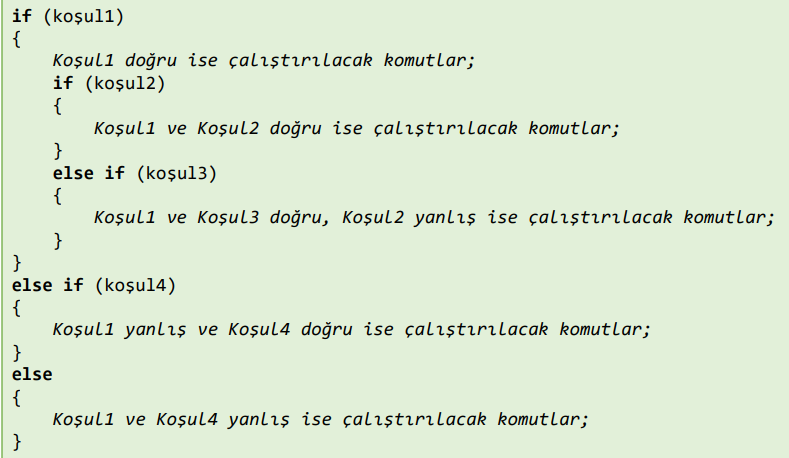 if (koşul1)
{
    Koşul1 doğru ise çalıştırılacak komutlar;
    if (koşul2)
    {
        Koşul1 ve Koşul2 doğru ise çalıştırılacak komutlar;
    }
    else if (koşul3)
    {
        Koşul1 ve Koşul3 doğru, Koşul2 yanlış ise çalıştırılacak komutlar;
    }
}
else if (koşul4)
{
    Koşul1 yanlış ve Koşul4 doğru ise çalıştırılacak komutlar;
}
else
{
    Koşul1 ve Koşul4 yanlış ise çalıştırılacak komutlar;
}